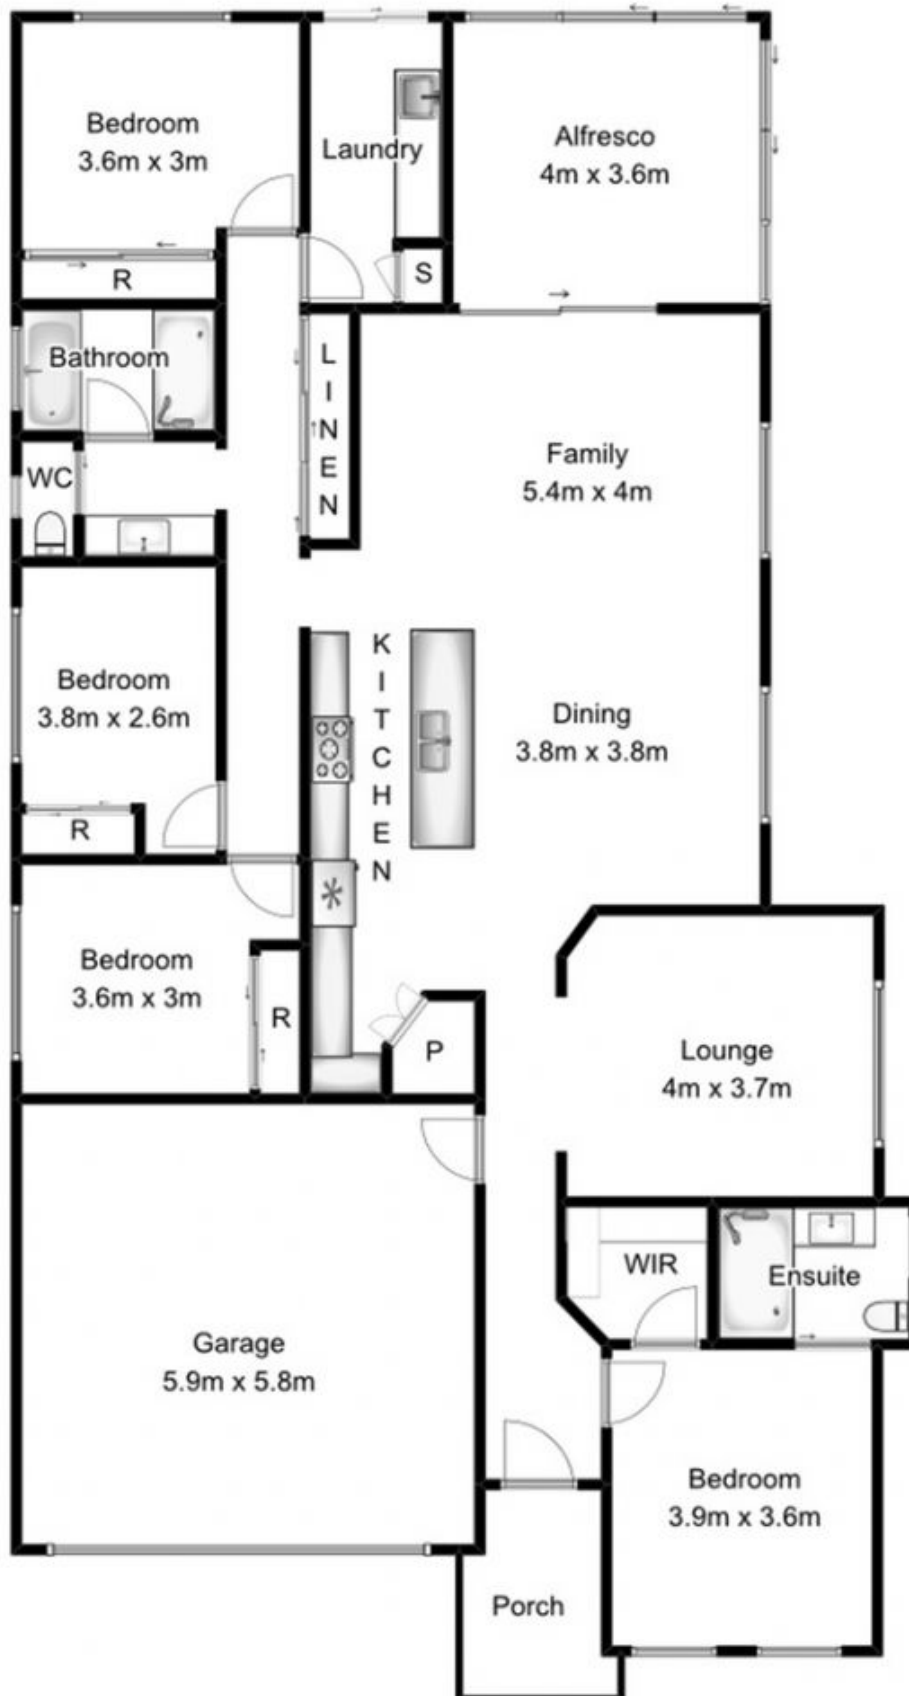 Bedroom
3.6m x 3m
Laundry
Alfresco
4m x 3.6m
R
S
Bathroom
LINEN
Family
5.4m x 4m
WC
KITCHEN
Bedroom
3.8m x 2.6m
Dining
3.8m x 3.8m
R
Bedroom
3.6m x 3m
R
P
Lounge
4m x 3.7m
WIR
Ensuite
Garage
5.9m x 5.8m
Bedroom
3.9m x 3.6m
Porch